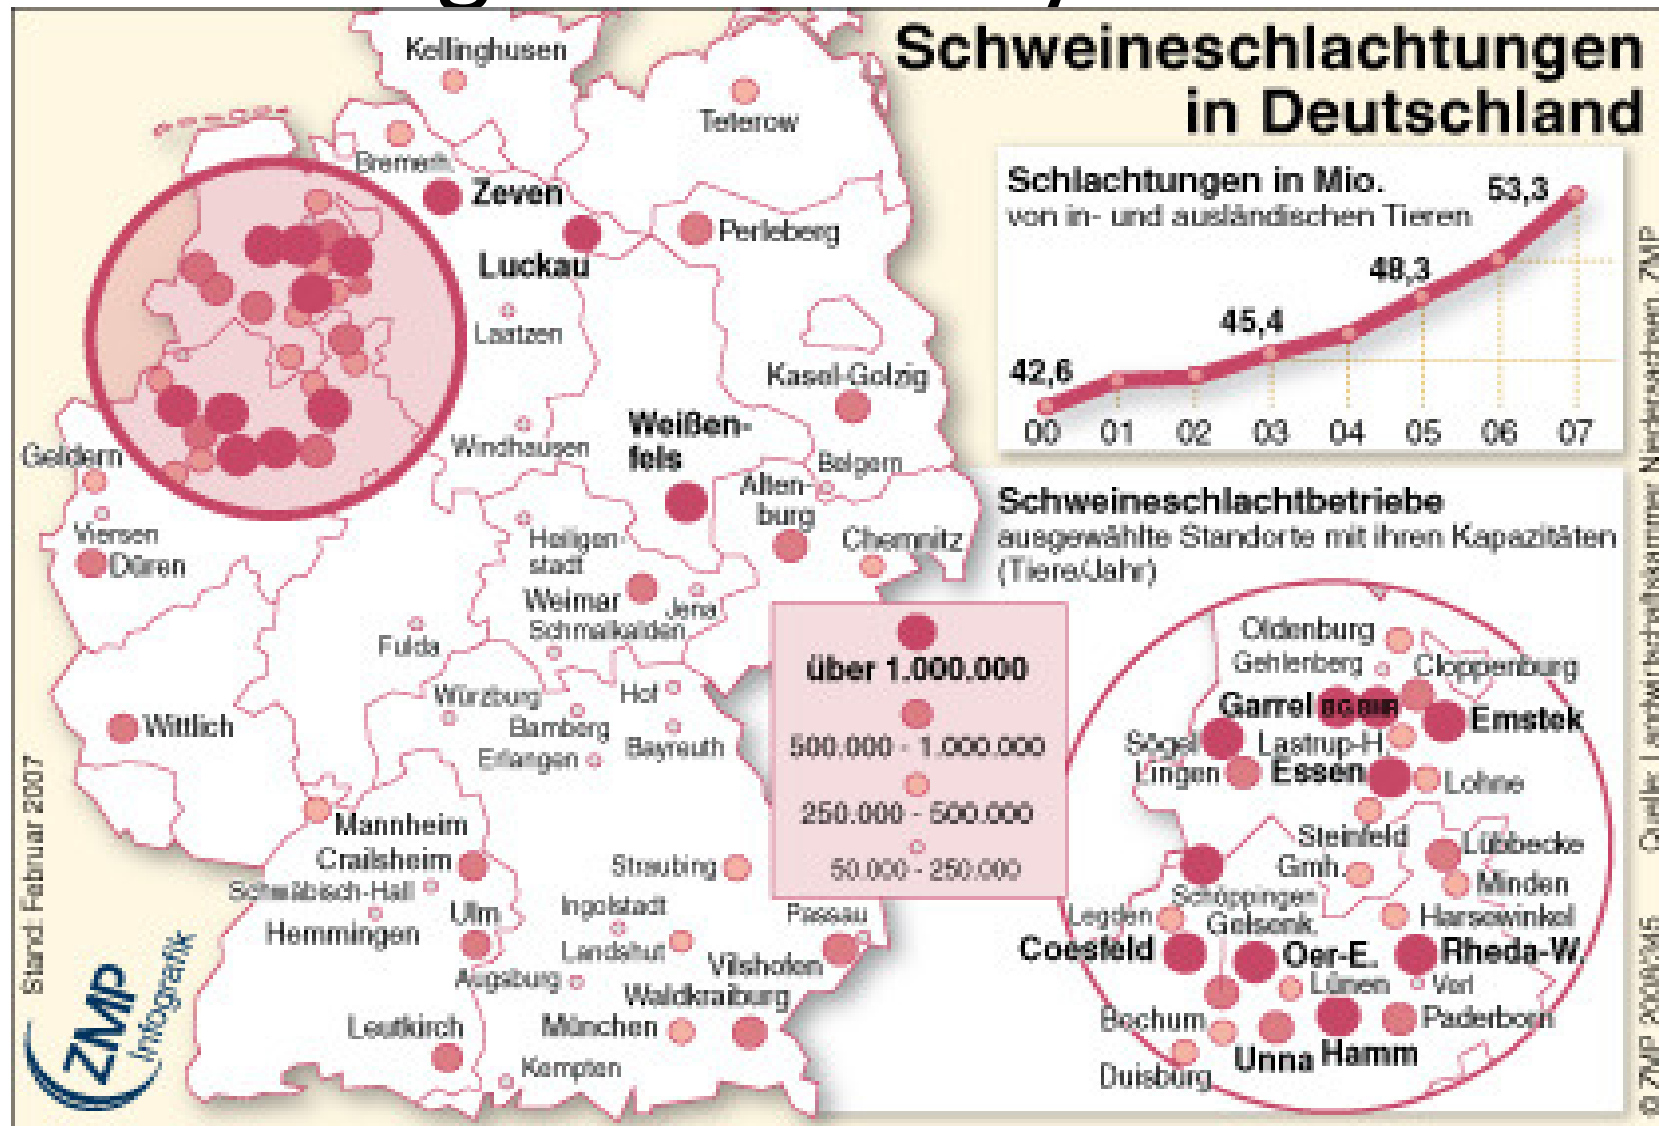 Schweineschlachtungen
in Deutschland
Schlachtungen in Mio.
von in- und ausländischen Tieren
53,3
48,3
45,4
42,6
00 01 02 03 04 05 06 07
Schweineschlachtbetriebe
ausgewählte Standorte mit ihren Kapazitäten
(Tiere/Jahr)
über 1.000.000
500.000 - 1.000.000
250.000 - 500.000
50.000 - 250.000
Kellinghusen
Teterow
Bremerh.
Zeven
Luckau
Perleberg
Laatzen
Kasel-Golzig
Windhausen
Weißen-
fels
Belgern
Alten-
burg
Chemnitz
Geldern
Viersen
Düren
Heiligen-
stadt
Weimar
Jena
Schmalkalden
Fulda
Würzburg
Hof
Bamberg
Bayreuth
Erlangen
Wittlich
Mannheim
Crailsheim
Schwäbisch-Hall
Hemmingen
Ulm
Straubing
Ingolstadt
Landshut
Passau
Vilshofen
Augsburg
Waldkraiburg
München
Leutkirch
Kempten
Oldenburg
Gehlenberg
Cloppenburg
Garrel
Emstek
Sögel
Lastrup-H.
Lingen
Essen
Lohne
Steinfeld
Gmh.
Lübbecke
Minden
Schöppingen
Legden
Gelsenk.
Harsewinkel
Coesfeld
Oer-E.
Rheda-W.
Lünen
Verl
Bochum
Paderborn
Unna
Hamm
Duisburg
Stand: Februar 2007
ZMP
Infografik
Quelle: Landwirtschaftskammer Niedersachsen, ZMP